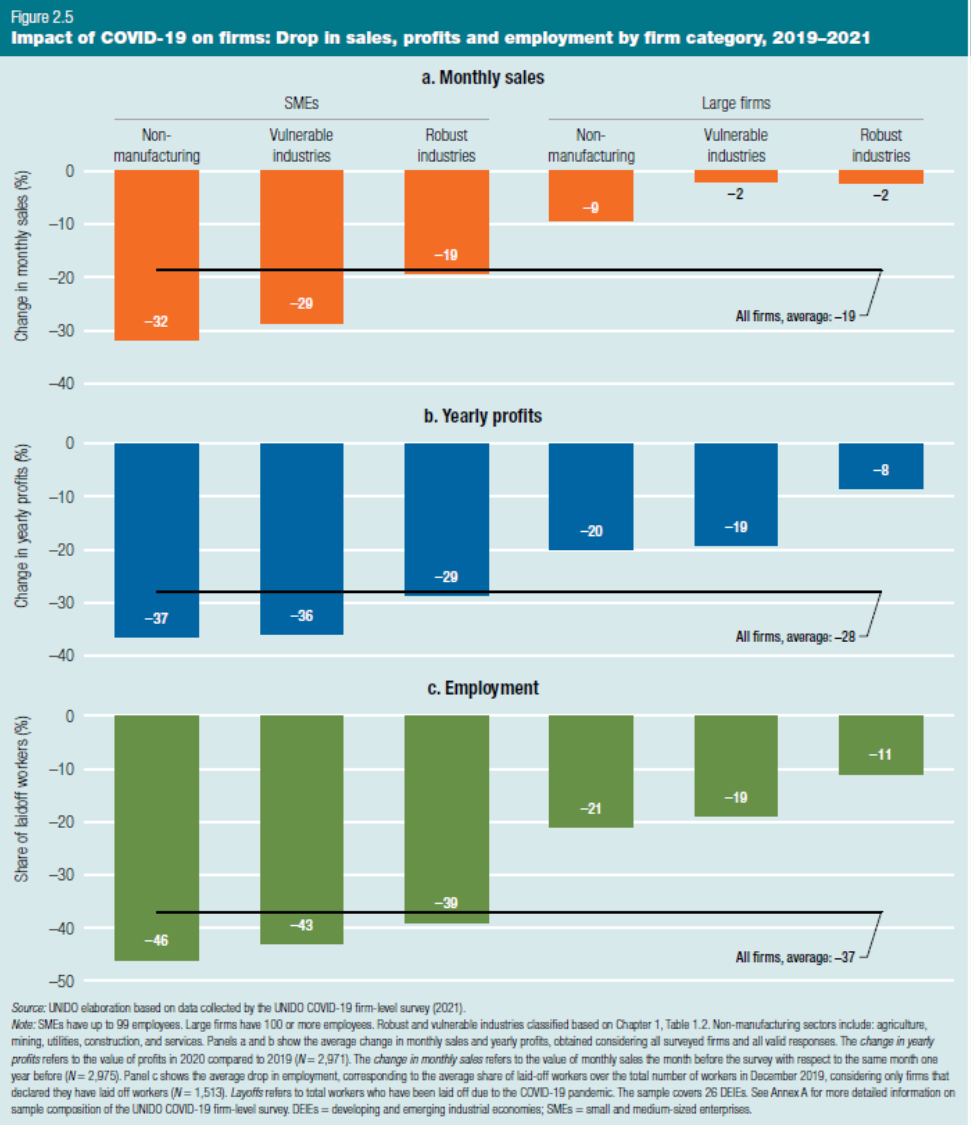 Figure 2.5
Impact of COVID-19 on firms: Drop in sales, profits and employment by firm category, 2019–2021
a. Monthly sales
SMEs
Large firms
Non-
manufacturing
Vulnerable
industries
Robust
industries
Non-
manufacturing
Vulnerable
industries
Robust
industries
Change in monthly sales (%)
0
–10
–20
–30
–40
–32
–29
–19
–9
–2
–2
All firms, average: –19
b. Yearly profits
Change in yearly profits (%)
0
–10
–20
–30
–40
–37
–36
–29
–20
–19
–8
All firms, average: –28
c. Employment
Share of laidoff workers (%)
0
–10
–20
–30
–40
–50
–46
–43
–39
–21
–19
–11
All firms, average: –37
Source: UNIDO elaboration based on data collected by the UNIDO COVID-19 firm-level survey (2021).
Note: SMEs have up to 99 employees. Large firms have 100 or more employees. Robust and vulnerable industries classified based on Chapter 1, Table 1.2. Non-manufacturing sectors include: agriculture,
mining, utilities, construction, and services. Panels a and b show the average change in monthly sales and yearly profits, obtained considering all surveyed firms and all valid responses. The change in yearly
profits refers to the value of profits in 2020 compared to 2019 (N = 2,971). The change in monthly sales refers to the value of monthly sales the month before the survey with respect to the same month one
year before (N = 2,975). Panel c shows the average drop in employment, corresponding to the average share of laid-off workers over the total number of workers in December 2019, considering only firms that
declared they have laid off workers (N = 1,513). Layoffs refers to total workers who have been laid off due to the COVID-19 pandemic. The sample covers 26 DEIEs. See Annex A for more detailed information on
sample composition of the UNIDO COVID-19 firm-level survey. DEIEs = developing and emerging industrial economies; SMEs = small and medium-sized enterprises.